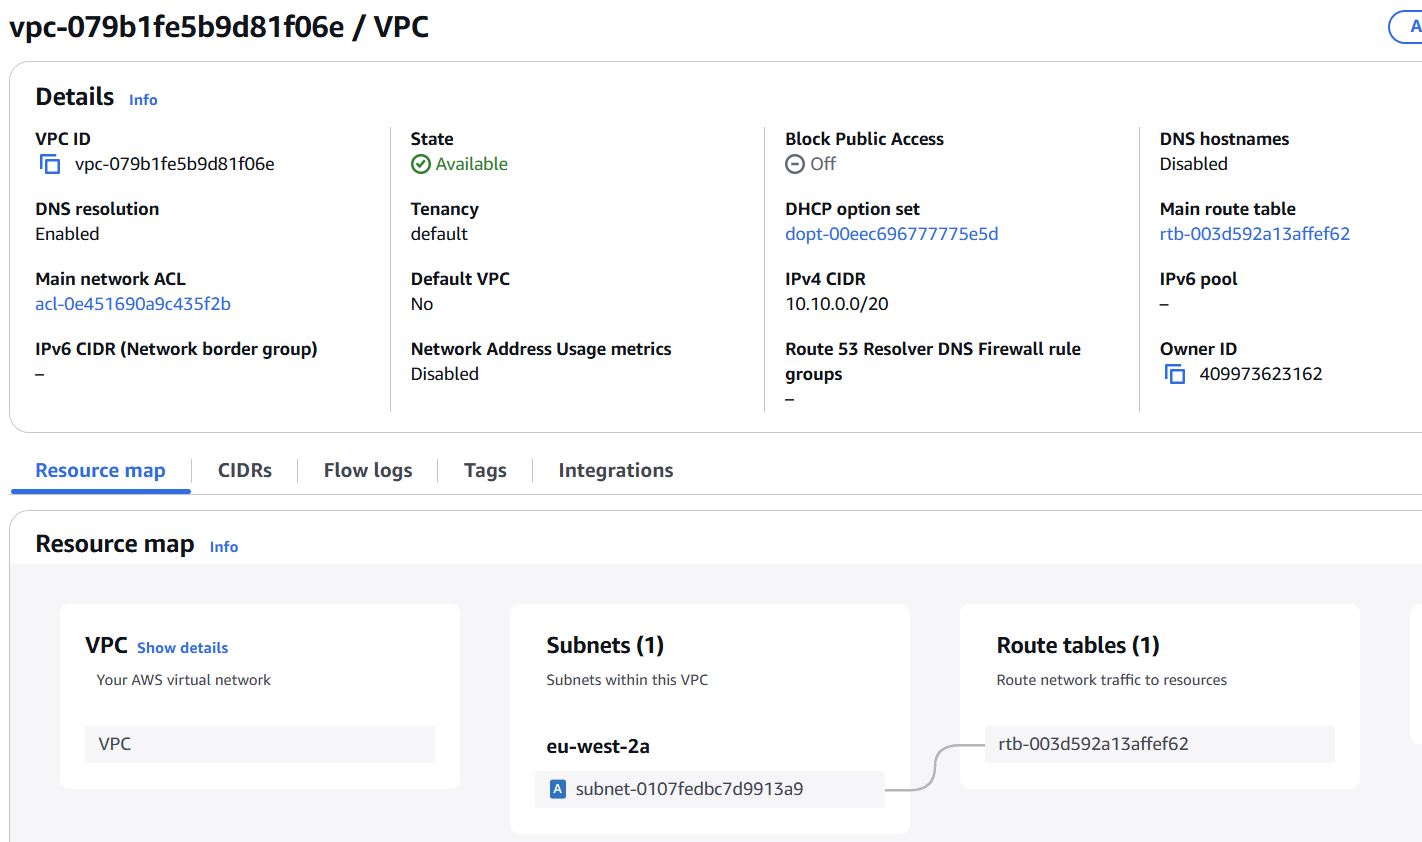 vpc-079b1fe5b9d81f06e / VPC
A
Details Info
VPC ID
vpc-079b1fe5b9d81f06e
State
Available
Block Public Access
Off
DNS hostnames
Disabled
DNS resolution
Enabled
Tenancy
default
DHCP option set
dopt-00eec696777775e5d
Main route table
rtb-003d592a13affef62
Main network ACL
acl-0e451690a9c435f2b
Default VPC
No
IPv4 CIDR
10.10.0.0/20
IPv6 pool
–
IPv6 CIDR (Network border group)
–
Network Address Usage metrics
Disabled
Route 53 Resolver DNS Firewall rule
groups
–
Owner ID
409973623162
Resource map
CIDRs
Flow logs
Tags
Integrations
Resource map Info
VPC Show details
Your AWS virtual network
VPC
Subnets (1)
Subnets within this VPC
eu-west-2a
A subnet-0107fedbc7d9913a9
Route tables (1)
Route network traffic to resources
rtb-003d592a13affef62